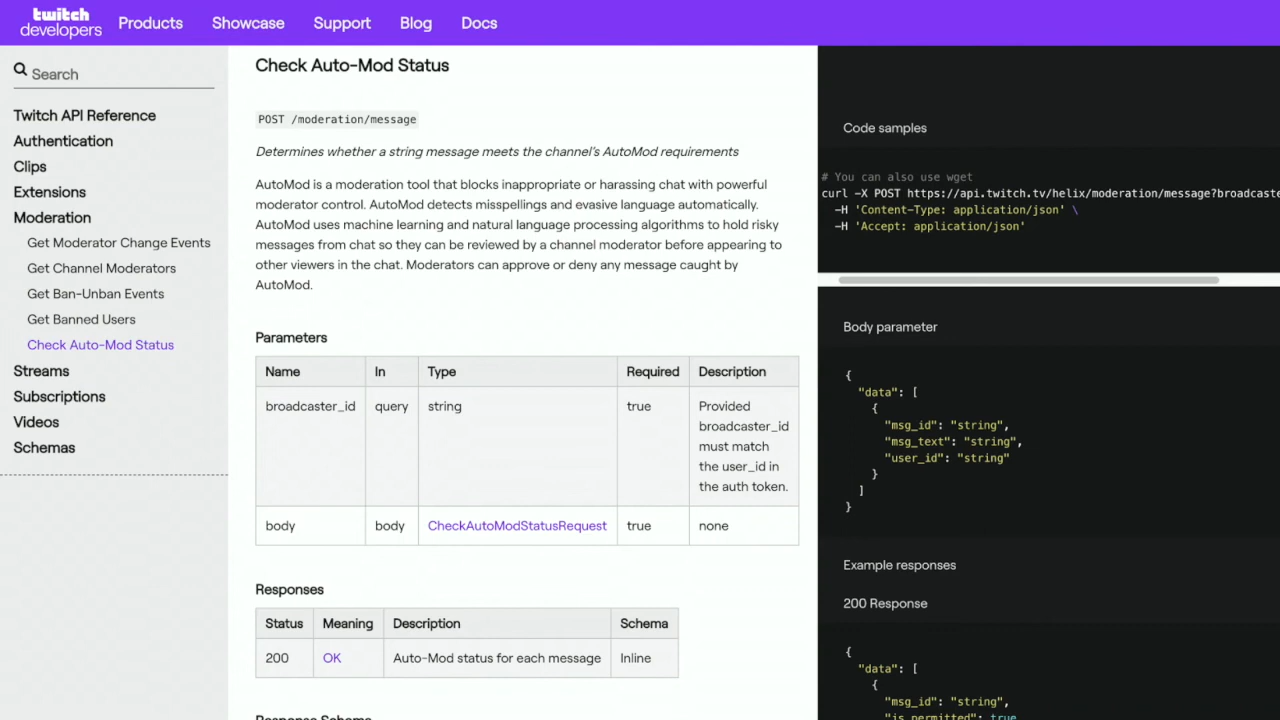 twitch
developers
Products
Showcase
Support
Blog
Docs
Search
Twitch API Reference
Authentication
Clips
Extensions
Moderation
Get Moderator Change Events
Get Channel Moderators
Get Ban-Unban Events
Get Banned Users
Check Auto-Mod Status
Streams
Subscriptions
Videos
Schemas
Check Auto-Mod Status
POST /moderation/message
Determines whether a string message meets the channel's AutoMod requirements
AutoMod is a moderation tool that blocks inappropriate or harassing chat with powerful
moderator control. AutoMod detects misspellings and evasive language automatically.
AutoMod uses machine learning and natural language processing algorithms to hold risky
messages from chat so they can be reviewed by a channel moderator before appearing to
other viewers in the chat. Moderators can approve or deny any message caught by
AutoMod.
Parameters
Name In Type Required Description
broadcaster_id query string true Provided
broadcaster_id
must match
the user_id in
the auth token.
body body CheckAutoModStatusRequest true none
Responses
Status Meaning Description Schema
200 OK Auto-Mod status for each message Inline
Response Schema
Code samples
# You can also use wget
curl -X POST https://api.twitch.tv/helix/moderation/message?broadcaste
-H 'Content-Type: application/json' \
-H 'Accept: application/json'
Body parameter
{
"data": [
{
"msg_id": "string",
"msg_text": "string",
"user_id": "string"
}
]
}
Example responses
200 Response
{
"data": [
{
"msg_id": "string",
"is_permitted": true